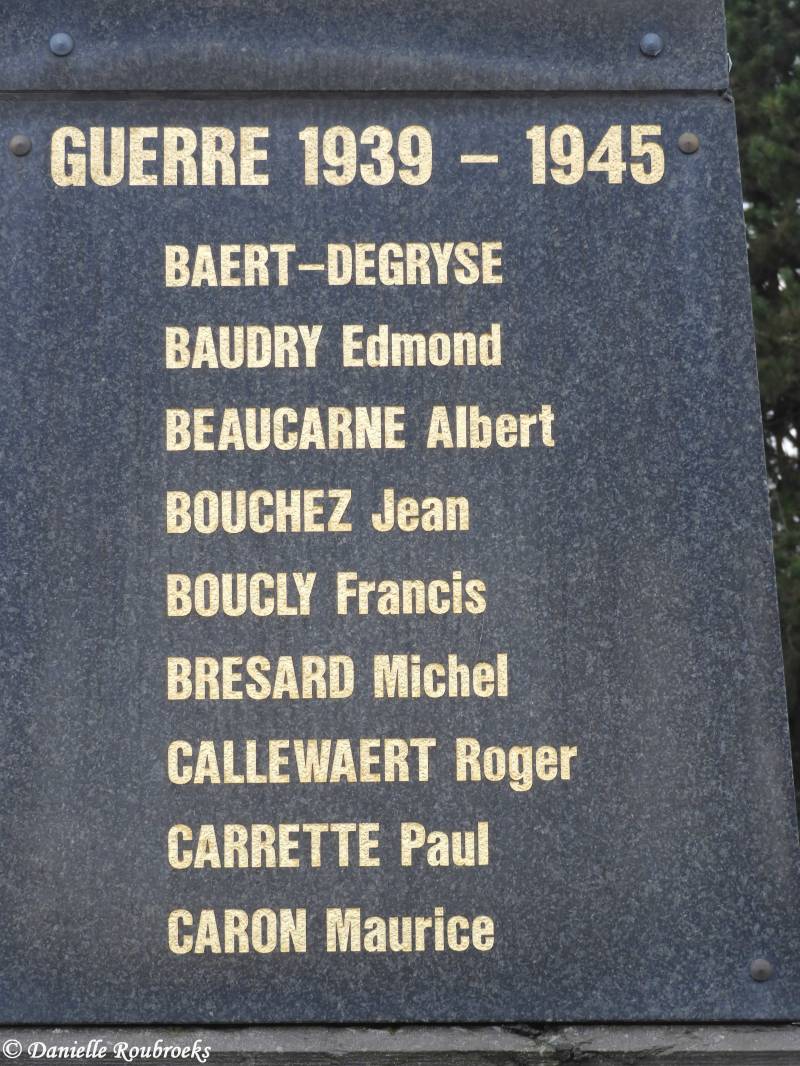 GUERRE 1939 – 1945
BAERT–DEGRYSE
BAUDRY Edmond
BEAUCARNE Albert
BOUCHEZ Jean
BOUCLY Francis
BRESARD Michel
CALLEWAERT Roger
CARRETTE Paul
CARON Maurice
© Danielle Roubroeks